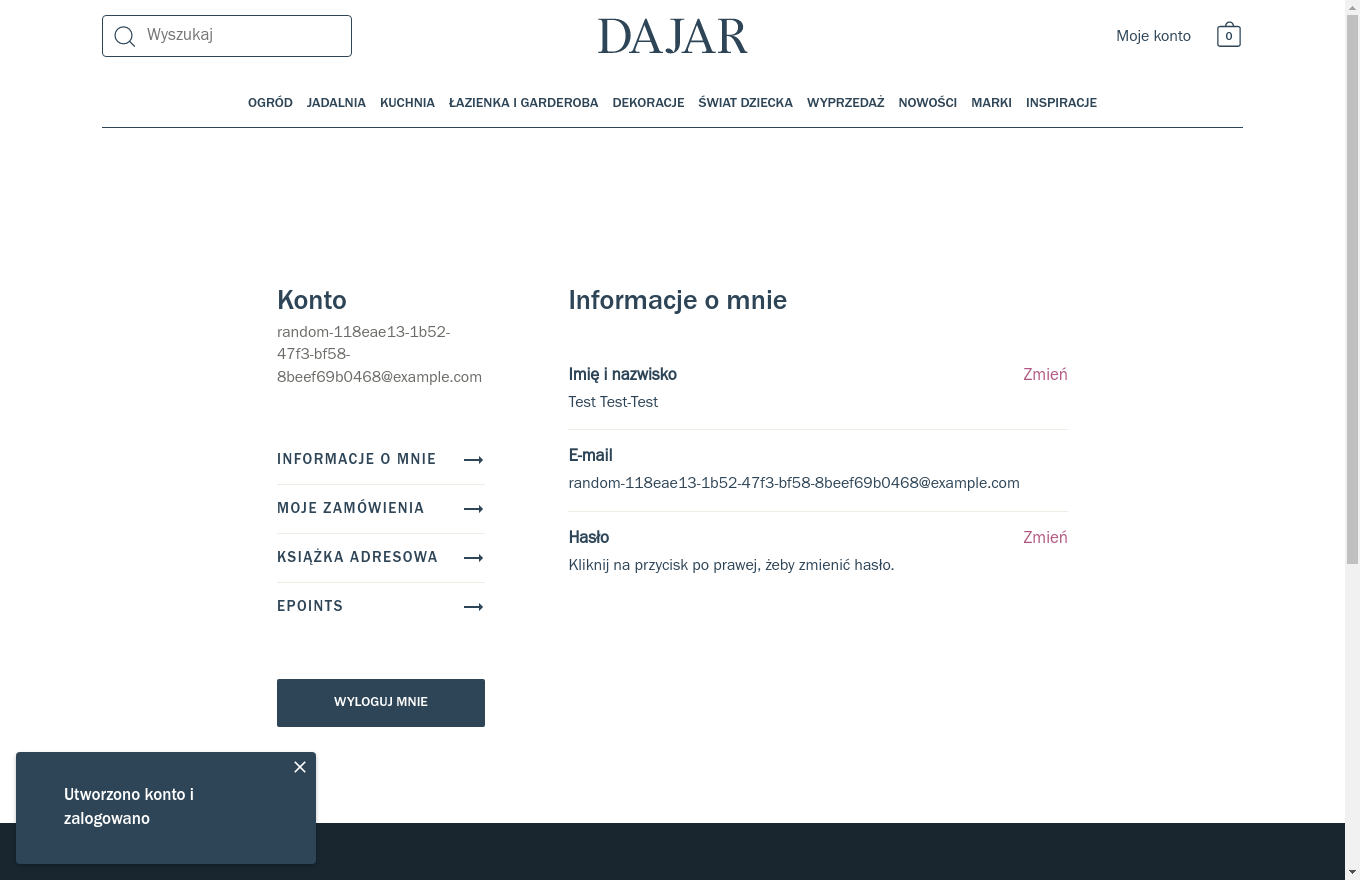 Wyszukaj
DAJAR
Moje konto
0
OGRÓD JADALNIA KUCHNIA ŁAZIENKA I GARDEROBA DEKORACJE ŚWIAT DZIECKA WYPRZEDAŻ NOWOŚCI MARKI INSPIRACJE
Konto
random-118eae13-1b52-
47f3-bf58-
8beef69b0468@example.com
INFORMACJE O MNIE
MOJE ZAMÓWIENIA
KSIĄŻKA ADRESOWA
EPOINTS
WYLOGUJ MNIE
Informacje o mnie
Imię i nazwisko
Zmień
Test Test-Test
E-mail
random-118eae13-1b52-47f3-bf58-8beef69b0468@example.com
Hasło
Zmień
Kliknij na przycisk po prawej, żeby zmienić hasło.
Utworzono konto i
zalogowano